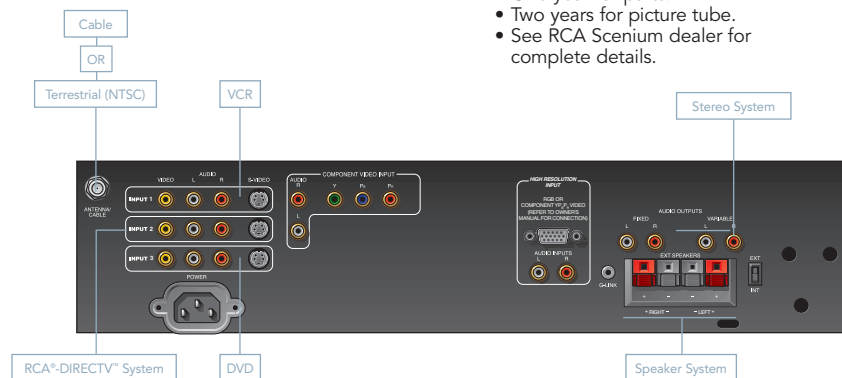 • Two years for picture tube.
• See RCA Scenium dealer for
complete details.
Cable
OR
Terrestrial (NTSC)
VCR
Stereo System
ANTENNA/
CABLE
VIDEO
AUDIO
L
R
S-VIDEO
INPUT 1
INPUT 2
INPUT 3
POWER
COMPONENT VIDEO INPUT
AUDIO
R
Y
PB
PR
L
HIGH RESOLUTION
INPUT
RGB OR
COMPONENT YPBPR VIDEO
(REFER TO OWNER'S
MANUAL FOR CONNECTION)
AUDIO INPUTS
L
R
G-LINK
AUDIO OUTPUTS
FIXED
VARIABLE
L
R
L
R
EXT SPEAKERS
+
-
-
+
+ RIGHT -
- LEFT +
EXT
INT
RCA®-DIRECTV™ System
DVD
Speaker System